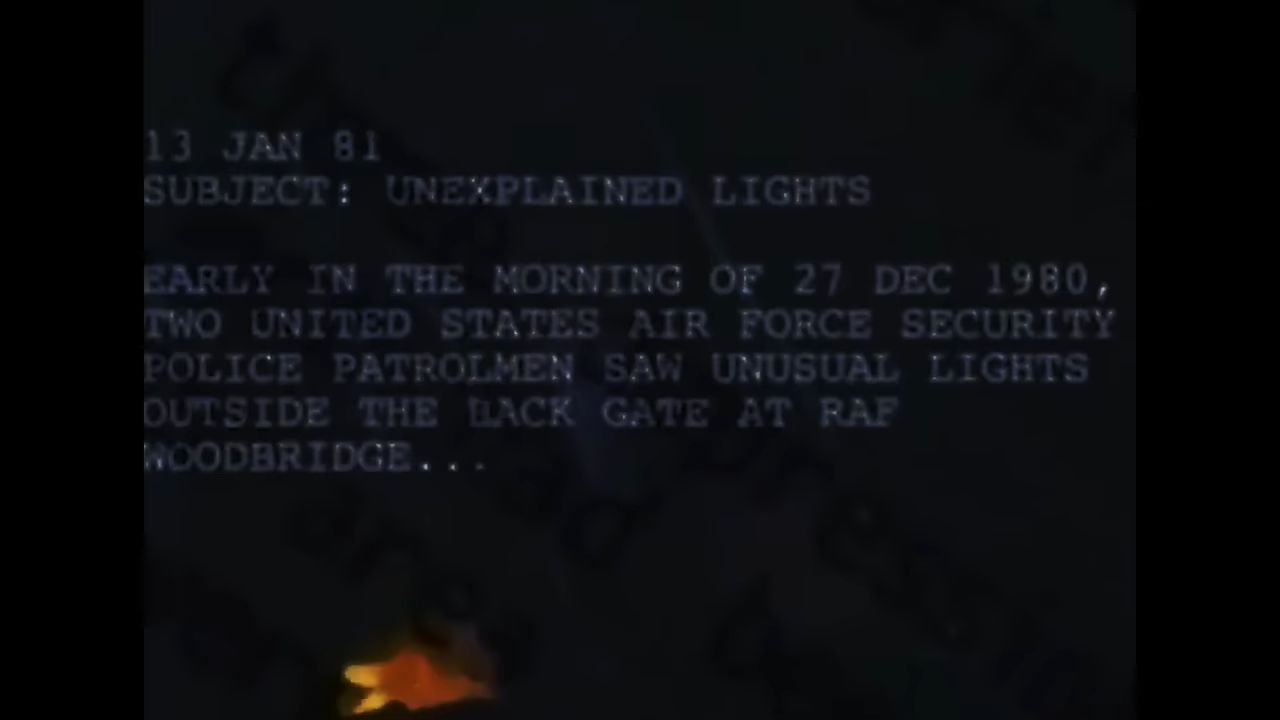 13 JAN 81
SUBJECT: UNEXPLAINED LIGHTS
EARLY IN THE MORNING OF 27 DEC 1980,
TWO UNITED STATES AIR FORCE SECURITY
POLICE PATROLMEN SAW UNUSUAL LIGHTS
OUTSIDE THE BACK GATE AT RAF
WOODBRIDGE...